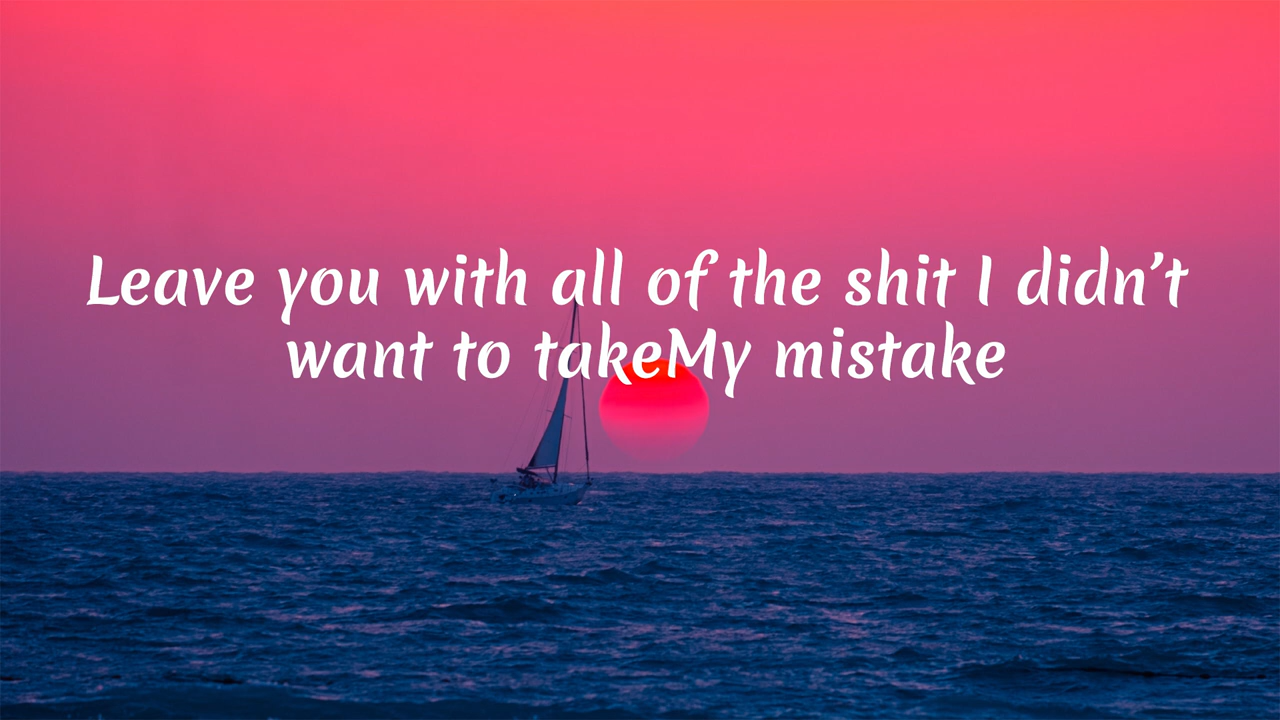 Leave you with all of the shit I didn’t
want to takeMy mistake